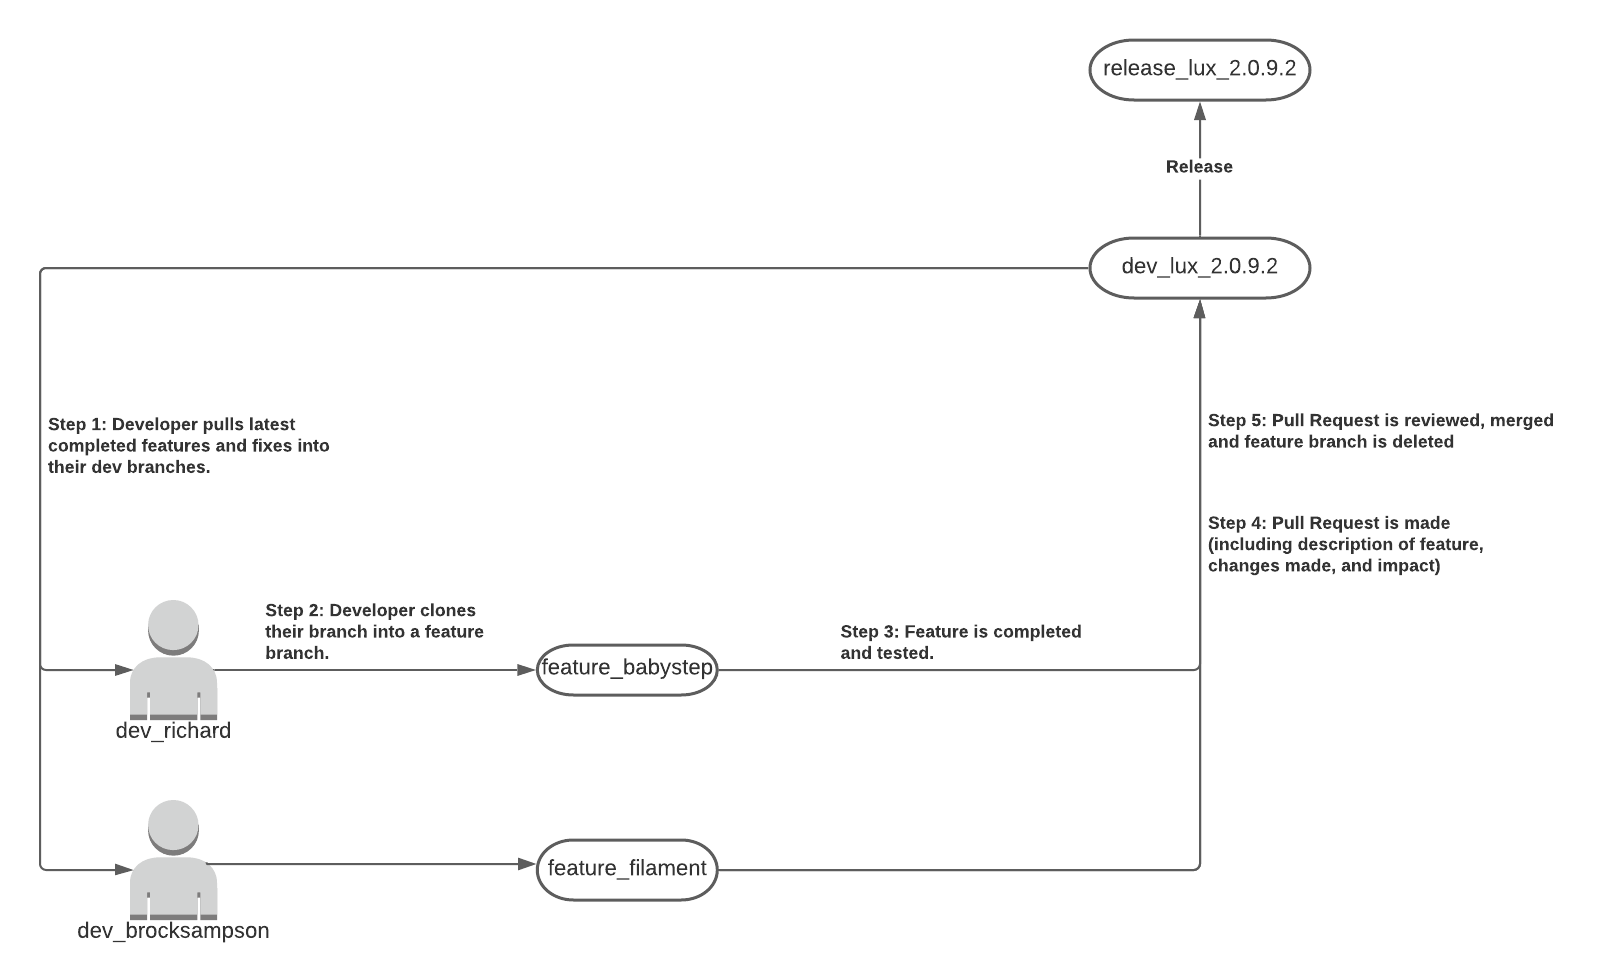 release_lux_2.0.9.2
Release
dev_lux_2.0.9.2
Step 1: Developer pulls latest
completed features and fixes into
their dev branches.
Step 5: Pull Request is reviewed, merged
and feature branch is deleted
Step 4: Pull Request is made
(including description of feature,
changes made, and impact)
Step 2: Developer clones
their branch into a feature
branch.
Step 3: Feature is completed
and tested.
feature_babystep
dev_richard
feature_filament
dev_brocksampson